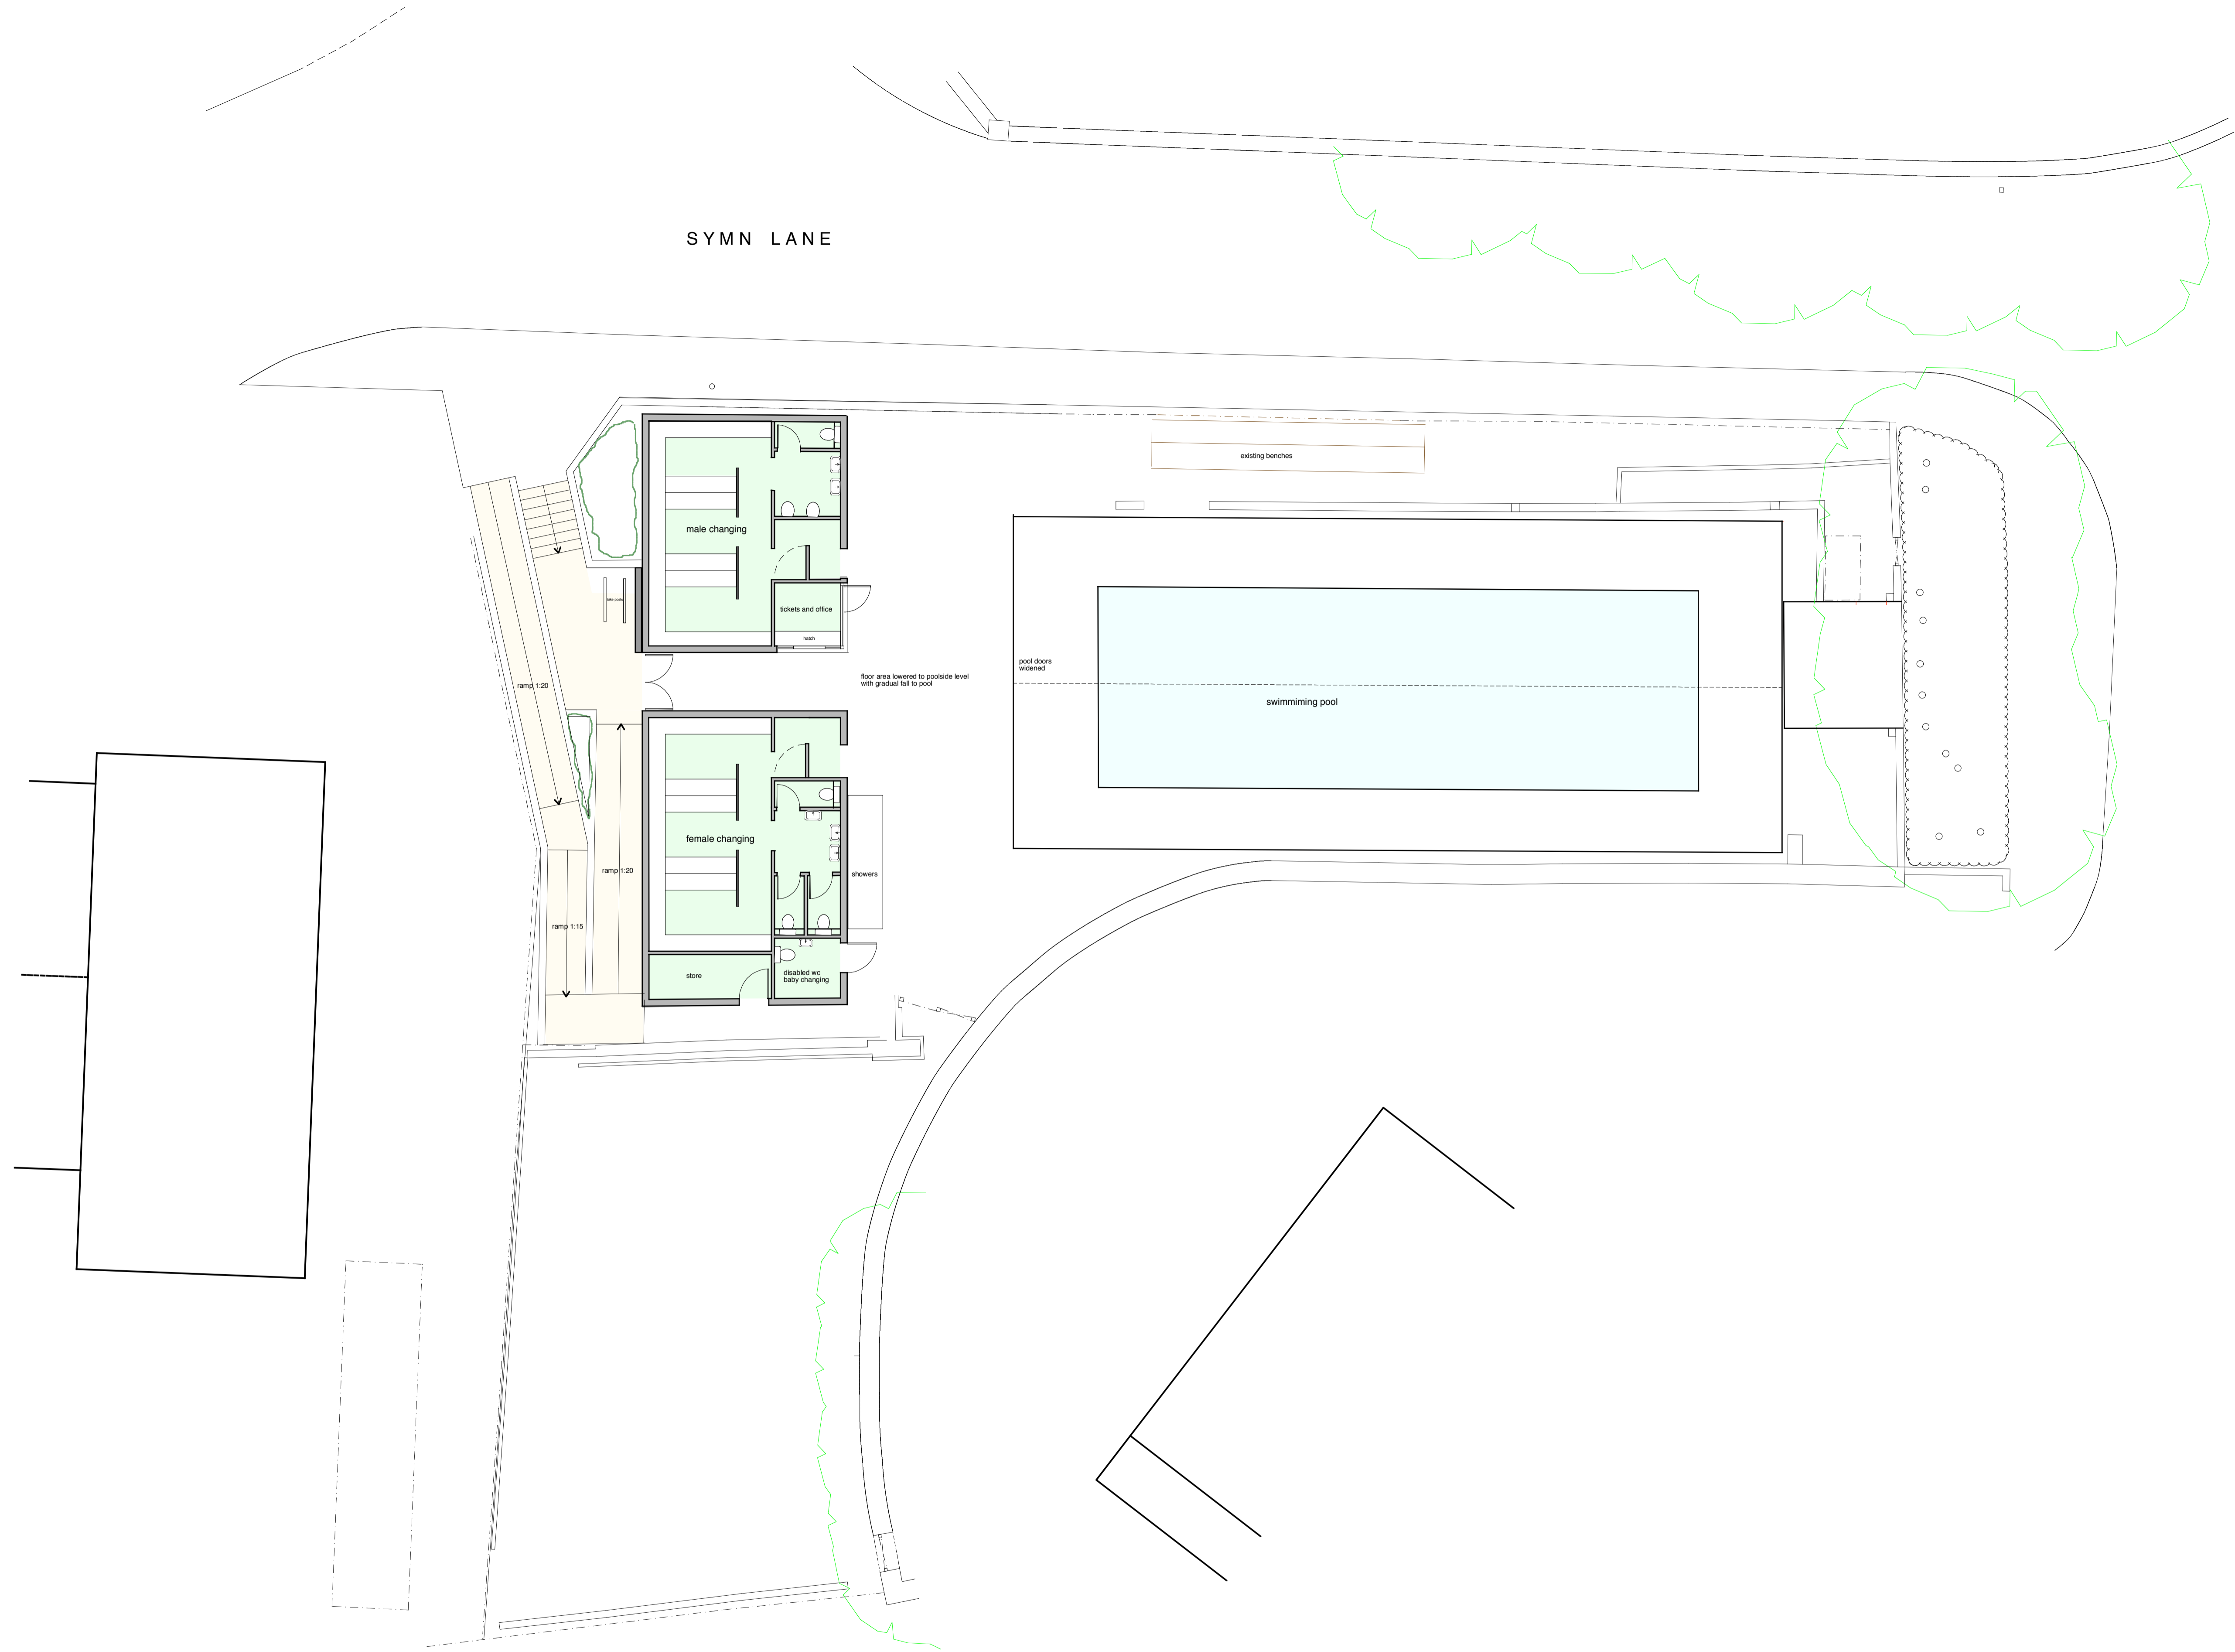 SYMN LANE
existing benches
male changing
bike park
tickets and office
hatch
pool doors
widened
floor area lowered to poolside level
with gradual fall to pool
ramp 1:20
swimmiming pool
female changing
ramp 1:20
showers
ramp 1:15
store
disabled wc
baby changing